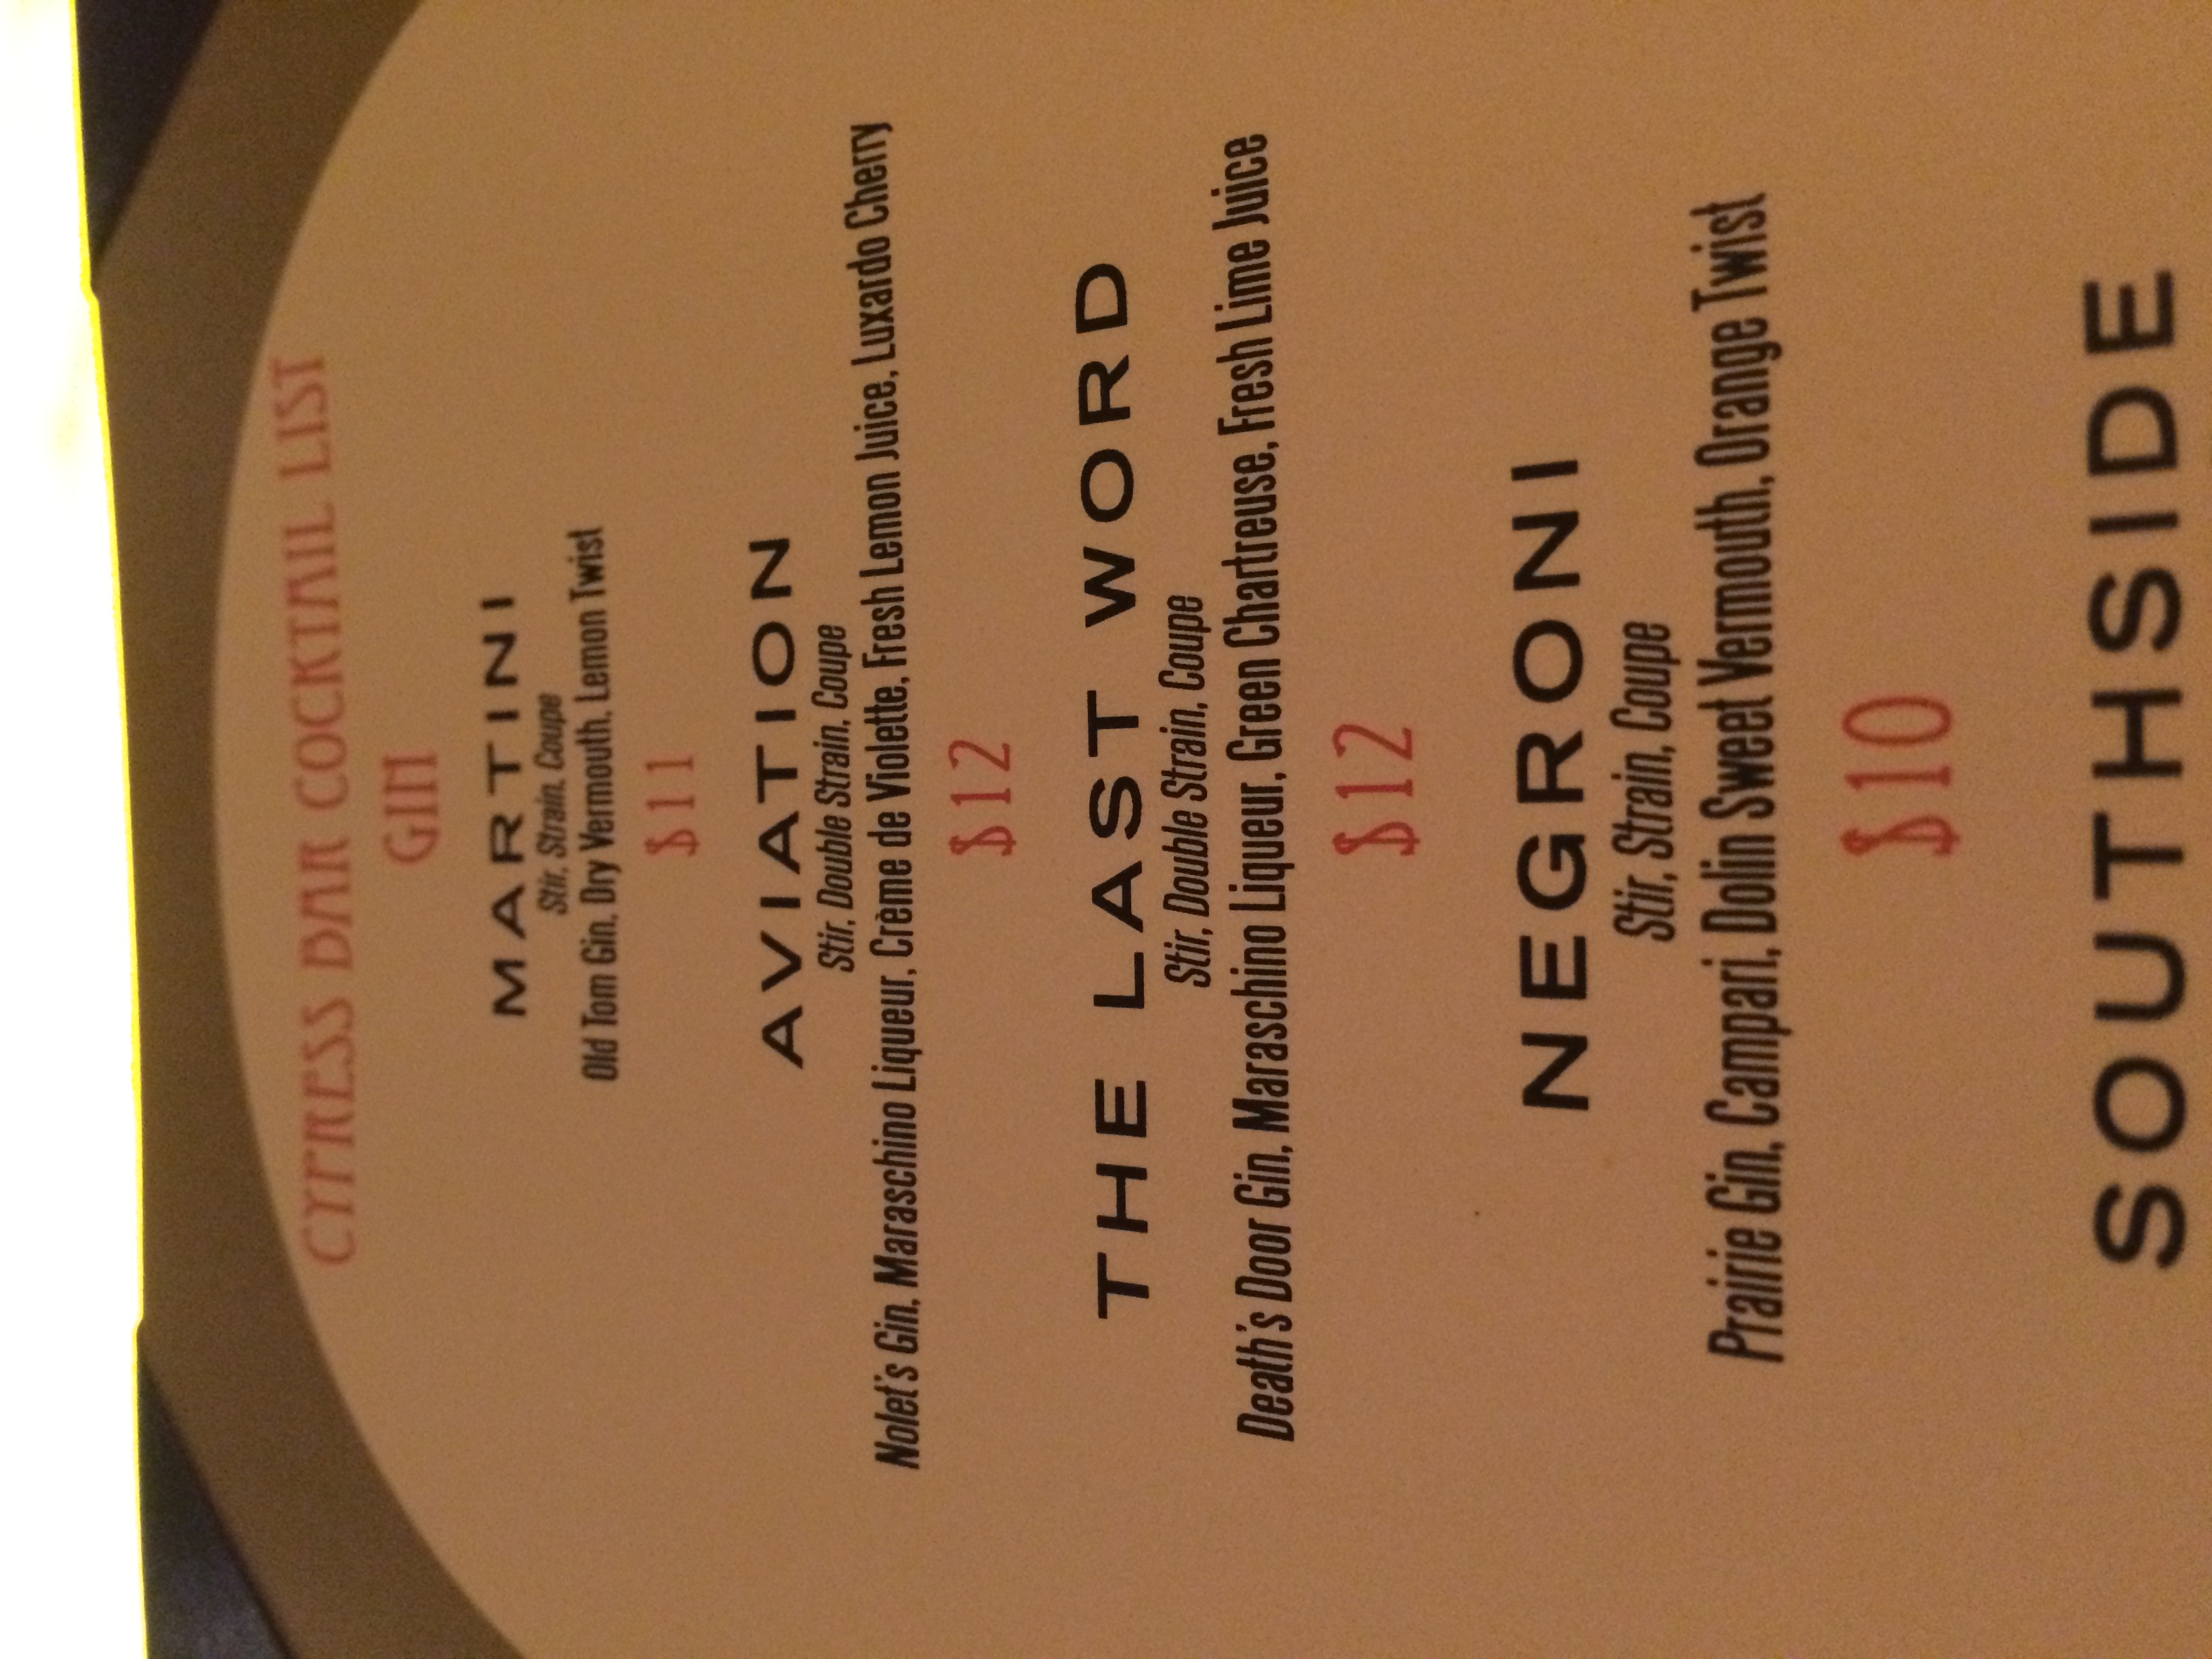 CYPRESS BAR COCKTAIL LIST
GIN
MARTINI
Stir, Strain, Coupe
Old Tom Gin, Dry Vermouth, Lemon Twist
$11
AVIATION
Stir, Double Strain, Coupe
Nolet's Gin, Maraschino Liqueur, Crème de Violette, Fresh Lemon Juice, Luxardo Cherry
$12
THE LAST WORD
Stir, Double Strain, Coupe
Death's Door Gin, Maraschino Liqueur, Green Chartreuse, Fresh Lime Juice
$12
NEGRONI
Stir, Strain, Coupe
Prairie Gin, Campari, Dolin Sweet Vermouth, Orange Twist
$10
SOUTHSIDE